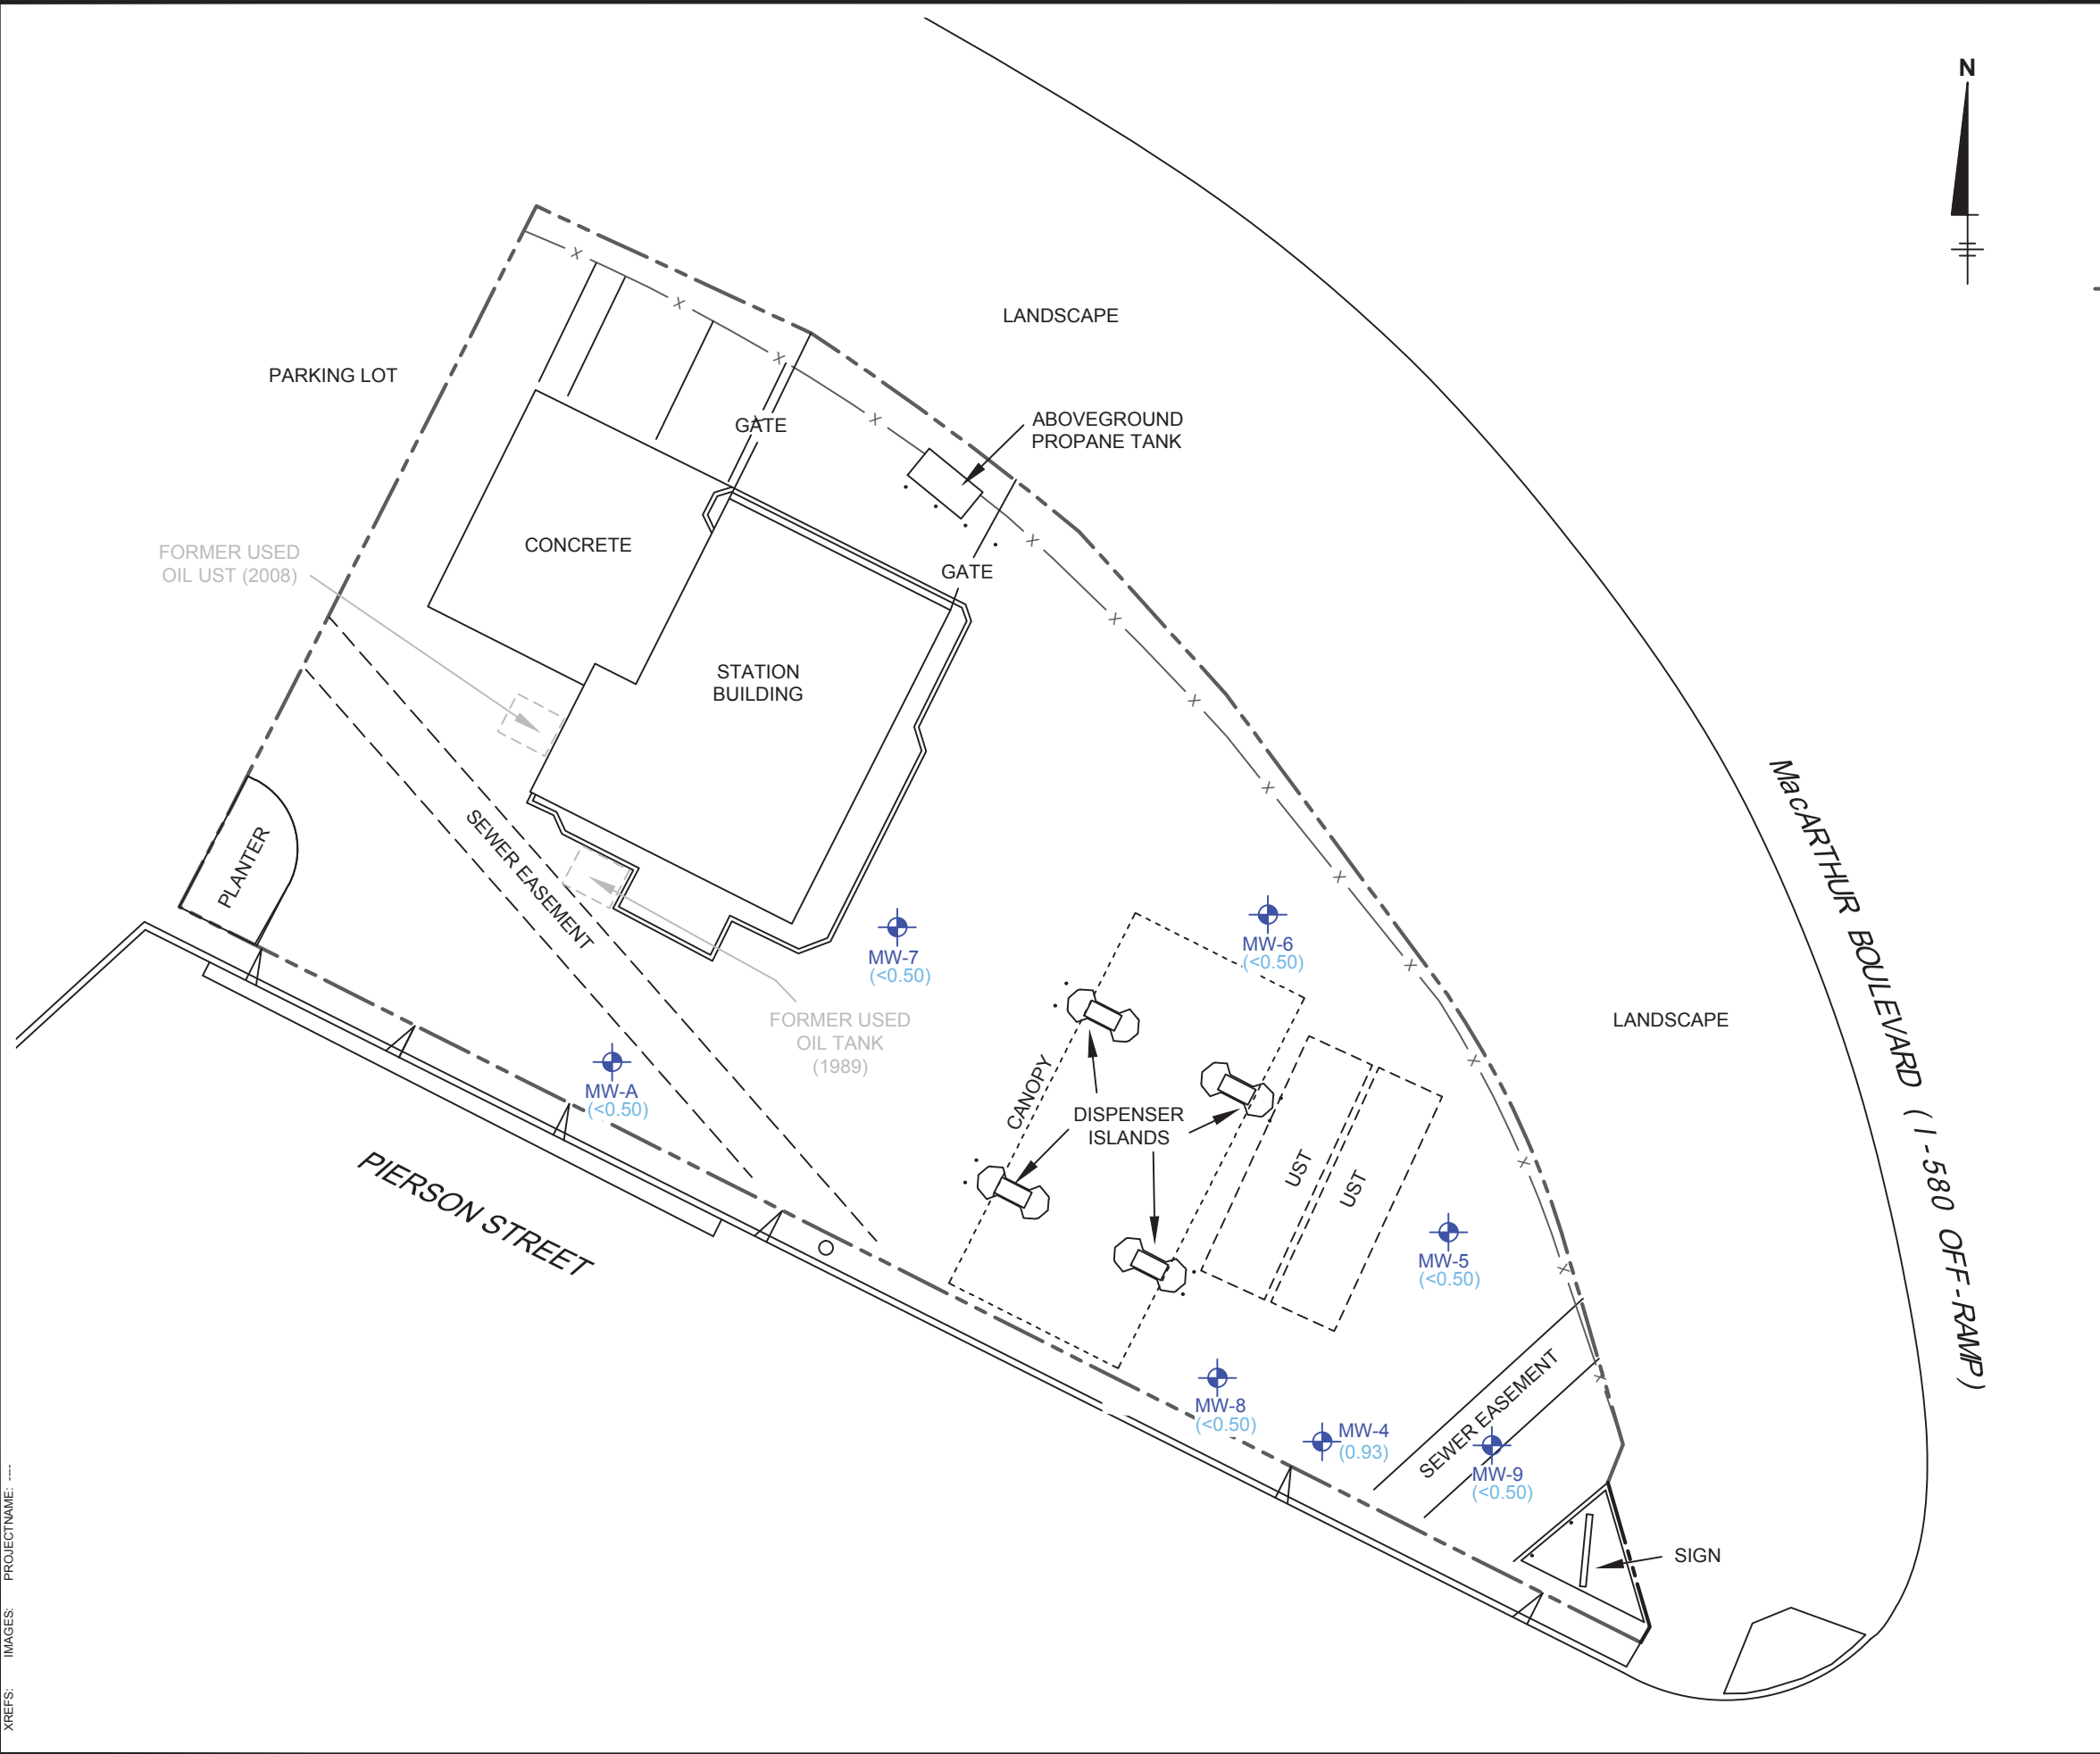 N
LANDSCAPE
PARKING LOT
GATE
ABOVEGROUND
PROPANE TANK
CONCRETE
FORMER USED
OIL UST (2008)
GATE
STATION
BUILDING
MacARTHUR BOULEVARD (I-580 OFF-RAMP)
PLANTER
SEWER EASEMENT
MW-7
(<0.50)
MW-6
(<0.50)
FORMER USED
OIL TANK
(1989)
LANDSCAPE
MW-A
(<0.50)
CANOPY
DISPENSER
ISLANDS
UST
UST
PIERSON STREET
MW-5
(<0.50)
MW-8
(<0.50)
MW-4
(0.93)
SEWER EASEMENT
MW-9
(<0.50)
SIGN
XREFS: IMAGES: PROJECTNAME: ----